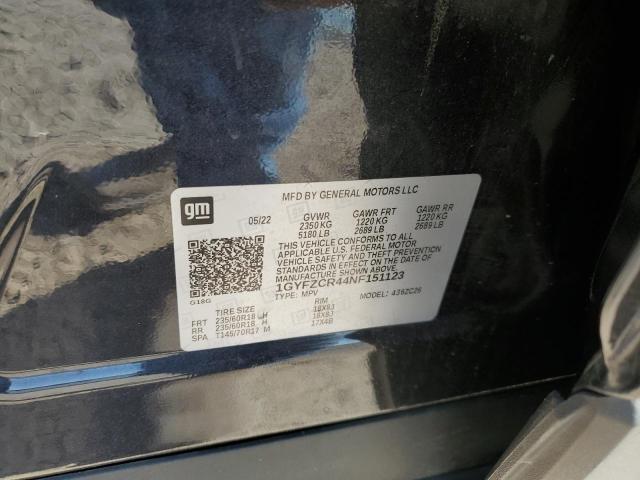 gm
MFD BY GENERAL MOTORS LLC
05/22 GVWR GAWR FRT GAWR RR
2350 KG 1220 KG 1220 KG
5180 LB 2689 LB 2689 LB
THIS VEHICLE CONFORMS TO ALL
APPLICABLE U.S. FEDERAL MOTOR
VEHICLE SAFETY AND THEFT PREVENTION
STANDARDS IN EFFECT ON THE DATE OF
MANUFACTURE SHOWN ABOVE.
1GYFZCR44NF151123
TYPE: MPV MODEL:
G18G
TIRE SIZE RIM
FRT 235/60R18 H 18X8J
RR 235/60R18 H 18X8J
SPA T145/70R17 M 17X4B